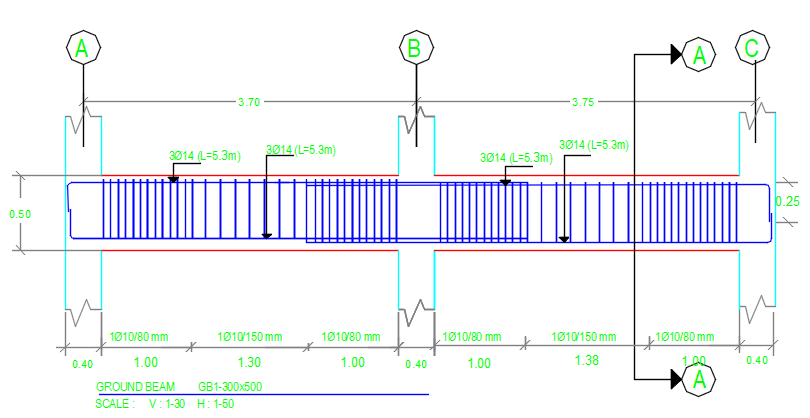 A
B
C
A
3.70
3.75
3Ø14 (L=5.3m)
3Ø14 (L=5.3m)
3Ø14 (L=5.3m)
3Ø14 (L=5.3m)
0.50
0.25
1Ø10/80 mm
1Ø10/150 mm
1Ø10/80 mm
1Ø10/80 mm
1Ø10/150 mm
1Ø10/80 mm
0.40
1.00
1.30
1.00
0.40
1.00
1.38
1.00
0.40
A
GROUND BEAM GB1-300x500
SCALE : V : 1-30 H : 1-50